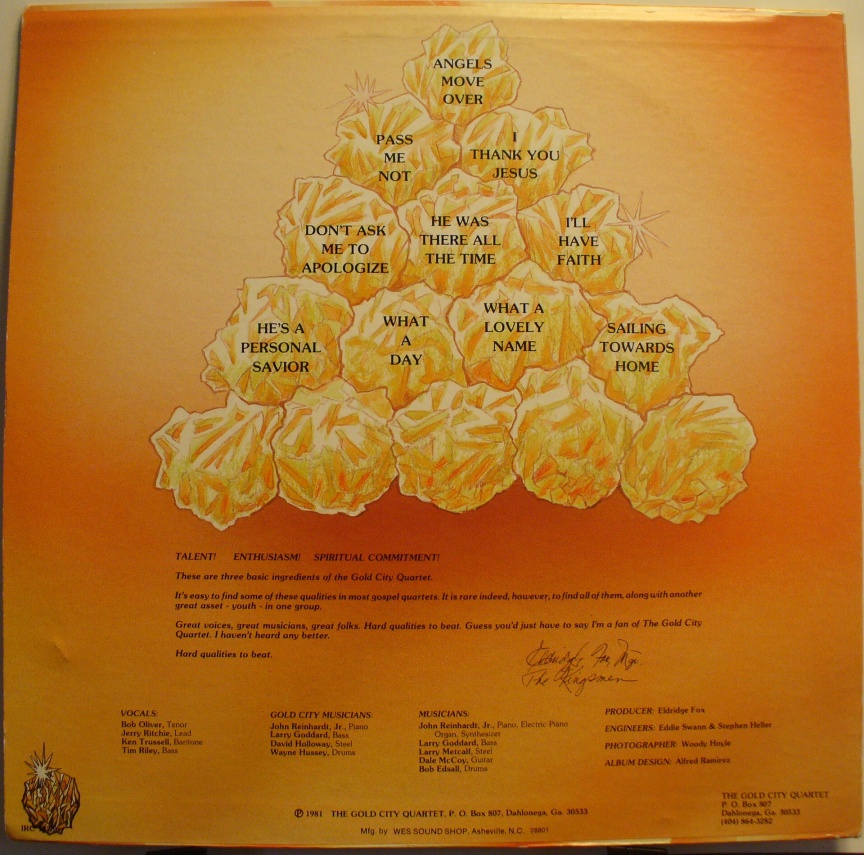 ANGELS
MOVE
OVER
PASS
ME
NOT
I
THANK YOU
JESUS
DON'T ASK
ME TO
APOLOGIZE
HE WAS
THERE ALL
THE TIME
I'LL
HAVE
FAITH
HE'S A
PERSONAL
SAVIOR
WHAT
A
DAY
WHAT A
LOVELY
NAME
SAILING
TOWARDS
HOME
TALENT! ENTHUSIASM! SPIRITUAL COMMITMENT!
These are three basic ingredients of the Gold City Quartet.
It's easy to find some of these qualities in most gospel quartets. It is rare indeed, however, to find all of them, along with another
great asset - youth - in one group.
Great voices, great musicians, great folks. Hard qualities to beat. Guess you'd just have to say I'm a fan of The Gold City
Quartet. I haven't heard any better.
Hard qualities to beat.
Eldridge Fox, Mgr.
The Kingsmen
VOCALS:
Bob Oliver, Tenor
Jerry Ritchie, Lead
Ken Trussell, Baritone
Tim Riley, Bass
GOLD CITY MUSICIANS:
John Reinhardt, Jr., Piano
Larry Goddard, Bass
David Holloway, Steel
Wayne Hussey, Drums
MUSICIANS:
John Reinhardt, Jr., Piano, Electric Piano
Organ, Synthesizer
Larry Goddard, Bass
Larry Metcalf, Steel
Dale McCoy, Guitar
Bob Edsall, Drums
PRODUCER: Eldridge Fox
ENGINEERS: Eddie Swann & Stephen Heller
PHOTOGRAPHER: Woody Hoyle
ALBUM DESIGN: Alfred Ramirez
THE GOLD CITY QUARTET
P. O. Box 807
Dahlonega, Ga. 30533
(404) 864-3282
℗ 1981 THE GOLD CITY QUARTET, P. O. Box 807, Dahlonega, Ga. 30533
Mfg. by WES SOUND SHOP, Asheville, N.C. 28801